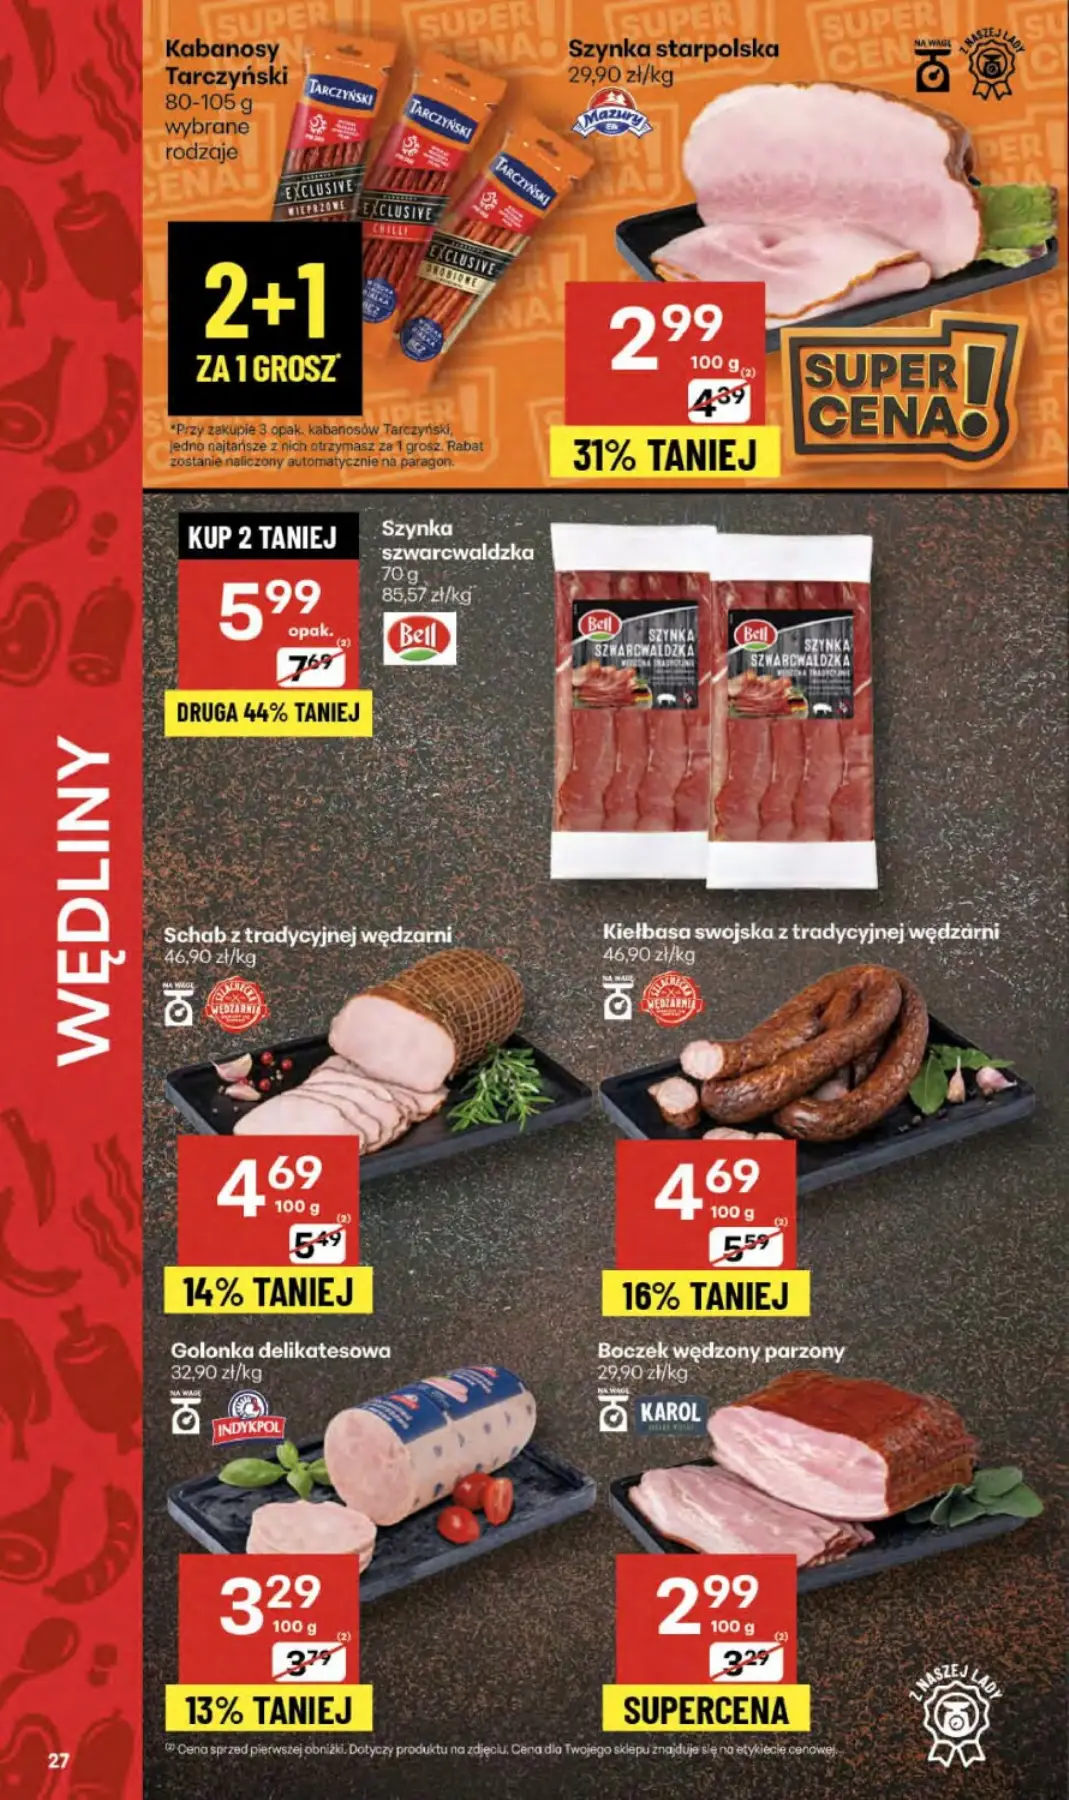 Kabanosy
Tarczyński
80-105 g
wybrane
rodzaje
TARCZYŃSKI
EXCLUSIVE
WIEPRZOWE
TARCZYŃSKI
EXCLUSIVE
CHILLI
TARCZYŃSKI
EXCLUSIVE
2+1
ZA 1 GROSZ*
*Przy zakupie 3 opak. kabanosów Tarczyński,
jedno najtańsze z nich otrzymasz za 1 grosz. Rabat
zostanie naliczony automatycznie na paragon.
Szynka starpolska
29,90 zł/kg
Mazury
Ełk
NA WAGĘ
Z NASZEJ LADY
2 99
100 g (2)
4 39
31% TANIEJ
SUPER
CENA!
KUP 2 TANIEJ
5 99
opak. (2)
7 69
DRUGA 44% TANIEJ
Szynka
szwarcwaldzka
70 g
85,57 zł/kg
Bell
Bell
SZYNKA
SZWARCWALDZKA
Bell
SZYNKA
SZWARCWALDZKA
WĘDLINY
Schab z tradycyjnej wędzarni
46,90 zł/kg
NA WAGĘ
SZLACHECKA
WĘDZARNIA
4 69
100 g (2)
5 49
14% TANIEJ
Kiełbasa swojska z tradycyjnej wędzarni
46,90 zł/kg
NA WAGĘ
SZLACHECKA
WĘDZARNIA
4 69
100 g (2)
5 59
16% TANIEJ
Golonka delikatesowa
32,90 zł/kg
NA WAGĘ
INDYKPOL
3 29
100 g (2)
3 79
13% TANIEJ
Boczek wędzony parzony
29,90 zł/kg
NA WAGĘ
KAROL
2 99
100 g (2)
3 29
SUPERCENA
Z NASZEJ LADY
(2) Cena sprzed pierwszej obniżki. Dotyczy produktu na zdjęciu. Cena dla Twojego sklepu znajduje się na etykiecie cenowej.
27